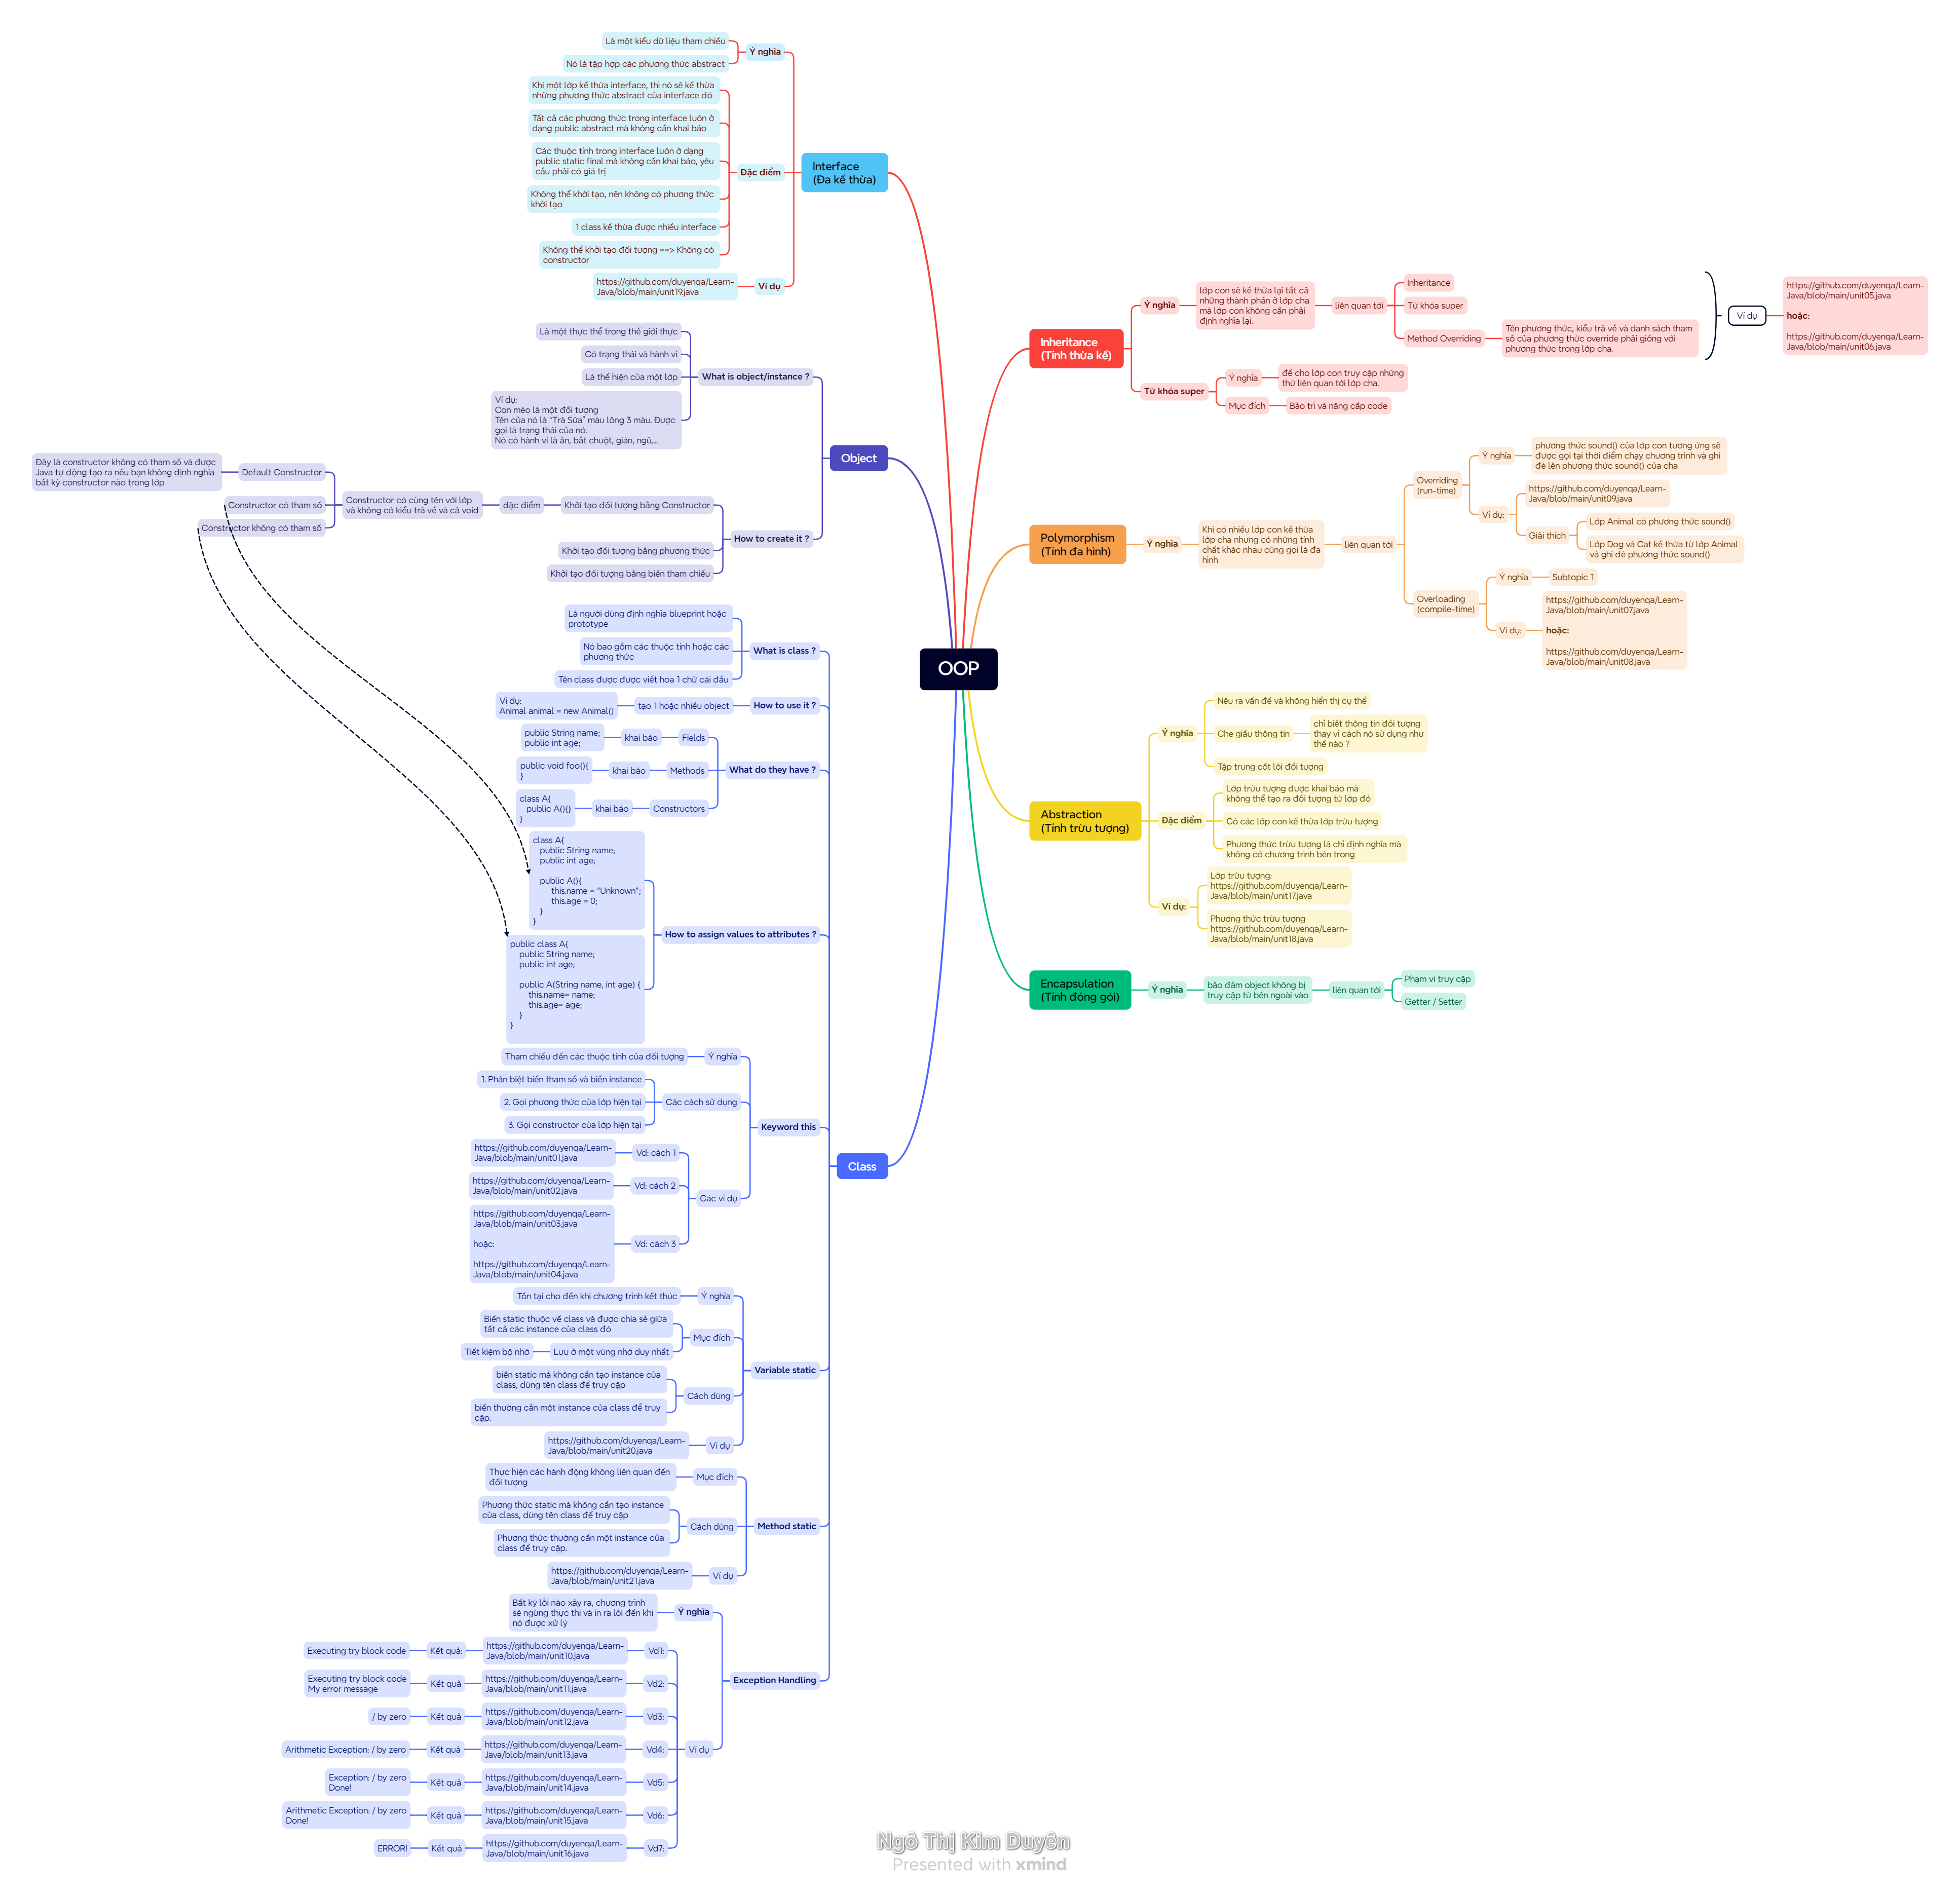 OOP
Inheritance
(Tính thừa kế)
Ý nghĩa
lớp con sẽ kế thừa lại tất cả
những thành phần ở lớp cha
mà lớp con không cần phải
định nghĩa lại.
liên quan tới
Inheritance
Từ khóa super
Method Overriding
Tên phương thức, kiểu trả về và danh sách tham
số của phương thức override phải giống với
phương thức trong lớp cha.
Ví dụ
https://github.com/duyenqa/Learn-
Java/blob/main/unit05.java
hoặc:
https://github.com/duyenqa/Learn-
Java/blob/main/unit06.java
Từ khóa super
Ý nghĩa
để cho lớp con truy cập những
thứ liên quan tới lớp cha.
Mục đích
Bảo trì và nâng cấp code
Polymorphism
(Tính đa hình)
Ý nghĩa
Khi có nhiều lớp con kế thừa
lớp cha nhưng có những tính
chất khác nhau cũng gọi là đa
hình
liên quan tới
Overriding
(run-time)
Ý nghĩa
phương thức sound() của lớp con tương ứng sẽ
được gọi tại thời điểm chạy chương trình và ghi
đè lên phương thức sound() của cha
Ví dụ:
https://github.com/duyenqa/Learn-
Java/blob/main/unit09.java
Giải thích
Lớp Animal có phương thức sound()
Lớp Dog và Cat kế thừa từ lớp Animal
và ghi đè phương thức sound()
Overloading
(compile-time)
Ý nghĩa
Subtopic 1
Ví dụ:
https://github.com/duyenqa/Learn-
Java/blob/main/unit07.java
hoặc:
https://github.com/duyenqa/Learn-
Java/blob/main/unit08.java
Abstraction
(Tính trừu tượng)
Ý nghĩa
Nêu ra vấn đề và không hiển thị cụ thể
Che giấu thông tin
chỉ biết thông tin đối tượng
thay vì cách nó sử dụng như
thế nào ?
Tập trung cốt lõi đối tượng
Đặc điểm
Lớp trừu tượng được khai báo mà
không thể tạo ra đối tượng từ lớp đó
Có các lớp con kế thừa lớp trừu tượng
Phương thức trừu tượng là chỉ định nghĩa mà
không có chương trình bên trong
Ví dụ:
Lớp trừu tượng:
https://github.com/duyenqa/Learn-
Java/blob/main/unit17.java
Phương thức trừu tượng
https://github.com/duyenqa/Learn-
Java/blob/main/unit18.java
Encapsulation
(Tính đóng gói)
Ý nghĩa
bảo đảm object không bị
truy cập từ bên ngoài vào
liên quan tới
Phạm vi truy cập
Getter / Setter
Interface
(Đa kế thừa)
Ý nghĩa
Là một kiểu dữ liệu tham chiếu
Nó là tập hợp các phương thức abstract
Đặc điểm
Khi một lớp kế thừa interface, thì nó sẽ kế thừa
những phương thức abstract của interface đó
Tất cả các phương thức trong interface luôn ở
dạng public abstract mà không cần khai báo
Các thuộc tính trong interface luôn ở dạng
public static final mà không cần khai báo, yêu
cầu phải có giá trị
Không thể khởi tạo, nên không có phương thức
khởi tạo
1 class kế thừa được nhiều interface
Không thể khởi tạo đối tượng ==> Không có
constructor
Ví dụ
https://github.com/duyenqa/Learn-
Java/blob/main/unit19.java
Object
What is object/instance ?
Là một thực thể trong thế giới thực
Có trạng thái và hành vi
Là thể hiện của một lớp
Ví dụ:
Con mèo là một đối tượng
Tên của nó là "Trà Sữa" màu lông 3 màu. Được
gọi là trạng thái của nó.
Nó có hành vi là ăn, bắt chuột, gián, ngủ,...
How to create it ?
Khởi tạo đối tượng bằng Constructor
đặc điểm
Constructor có cùng tên với lớp
và không có kiểu trả về và cả void
Default Constructor
Đây là constructor không có tham số và được
Java tự động tạo ra nếu bạn không định nghĩa
bất kỳ constructor nào trong lớp
Constructor có tham số
Constructor không có tham số
Khởi tạo đối tượng bằng phương thức
Khởi tạo đối tượng bằng biến tham chiếu
Class
What is class ?
Là người dùng định nghĩa blueprint hoặc
prototype
Nó bao gồm các thuộc tính hoặc các
phương thức
Tên class được được viết hoa 1 chữ cái đầu
How to use it ?
tạo 1 hoặc nhiều object
Ví dụ:
Animal animal = new Animal()
What do they have ?
Fields
khai báo
public String name;
public int age;
Methods
khai báo
public void foo(){
}
Constructors
khai báo
class A{
public A(){}
}
How to assign values to attributes ?
class A{
public String name;
public int age;
public A(){
this.name = "Unknown";
this.age = 0;
}
}
public class A{
public String name;
public int age;
public A(String name, int age) {
this.name= name;
this.age= age;
}
}
Keyword this
Ý nghĩa
Tham chiếu đến các thuộc tính của đối tượng
Các cách sử dụng
1. Phân biệt biến tham số và biến instance
2. Gọi phương thức của lớp hiện tại
3. Gọi constructor của lớp hiện tại
Các ví dụ
Vd: cách 1
https://github.com/duyenqa/Learn-
Java/blob/main/unit01.java
Vd: cách 2
https://github.com/duyenqa/Learn-
Java/blob/main/unit02.java
Vd: cách 3
https://github.com/duyenqa/Learn-
Java/blob/main/unit03.java
hoặc:
https://github.com/duyenqa/Learn-
Java/blob/main/unit04.java
Variable static
Ý nghĩa
Tồn tại cho đến khi chương trình kết thúc
Mục đích
Biến static thuộc về class và được chia sẻ giữa
tất cả các instance của class đó
Lưu ở một vùng nhớ duy nhất
Tiết kiệm bộ nhớ
Cách dùng
biến static mà không cần tạo instance của
class, dùng tên class để truy cập
biến thường cần một instance của class để truy
cập.
Ví dụ
https://github.com/duyenqa/Learn-
Java/blob/main/unit20.java
Method static
Mục đích
Thực hiện các hành động không liên quan đến
đối tượng
Cách dùng
Phương thức static mà không cần tạo instance
của class, dùng tên class để truy cập
Phương thức thường cần một instance của
class để truy cập.
Ví dụ
https://github.com/duyenqa/Learn-
Java/blob/main/unit21.java
Exception Handling
Ý nghĩa
Bất kỳ lỗi nào xảy ra, chương trình
sẽ ngừng thực thi và in ra lỗi đến khi
nó được xử lý
Ví dụ
Vd1:
https://github.com/duyenqa/Learn-
Java/blob/main/unit10.java
Kết quả:
Executing try block code
Vd2:
https://github.com/duyenqa/Learn-
Java/blob/main/unit11.java
Kết quả
Executing try block code
My error message
Vd3:
https://github.com/duyenqa/Learn-
Java/blob/main/unit12.java
Kết quả
/ by zero
Vd4:
https://github.com/duyenqa/Learn-
Java/blob/main/unit13.java
Kết quả
Arithmetic Exception: / by zero
Vd5:
https://github.com/duyenqa/Learn-
Java/blob/main/unit14.java
Kết quả
Exception: / by zero
Done!
Vd6:
https://github.com/duyenqa/Learn-
Java/blob/main/unit15.java
Kết quả
Arithmetic Exception: / by zero
Done!
Vd7:
https://github.com/duyenqa/Learn-
Java/blob/main/unit16.java
Kết quả
ERROR!
Ngô Thị Kim Duyên
Presented with xmind